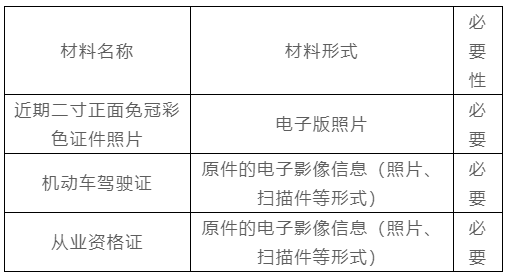 材料名称 材料形式 必
要
性
近期二寸正面免冠彩
色证件照片 电子版照片 必
要
机动车驾驶证 原件的电子影像信息（照片、
扫描件等形式） 必
要
从业资格证 原件的电子影像信息（照片、
扫描件等形式） 必
要